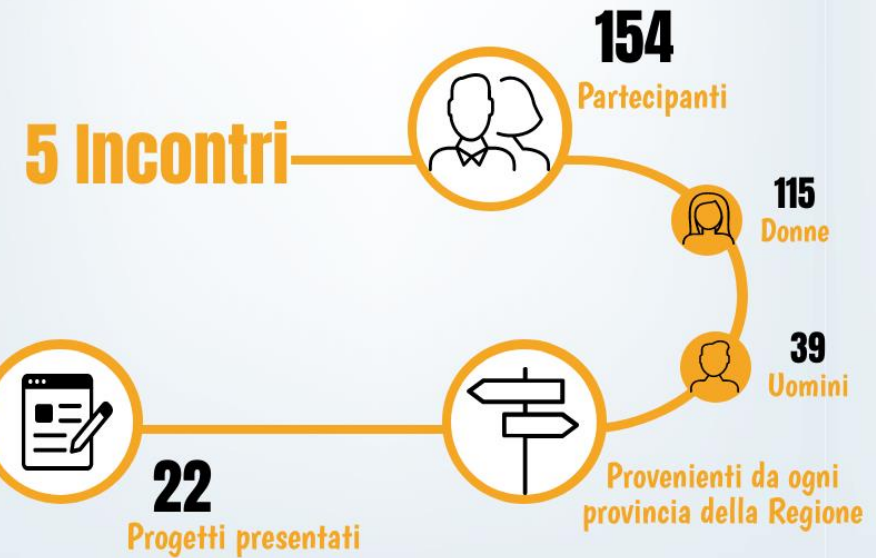 5 Incontri
154
Partecipanti
115
Donne
39
Uomini
Provenienti da ogni
provincia della Regione
22
Progetti presentati